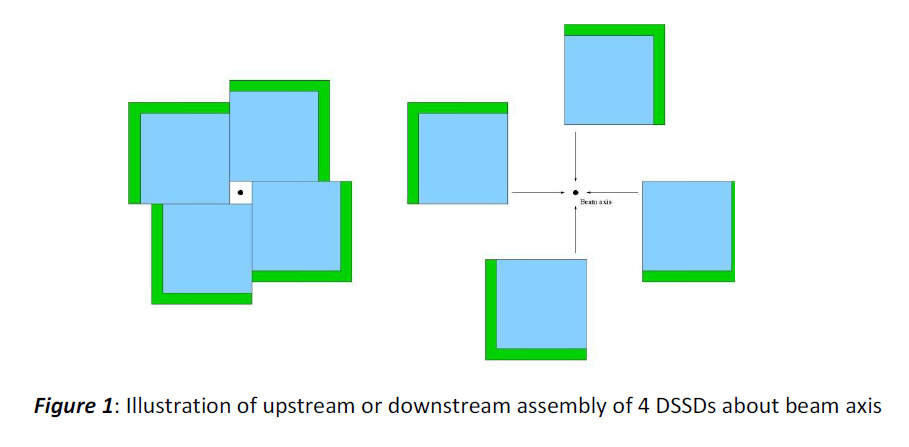 Beam axis
Figure 1: Illustration of upstream or downstream assembly of 4 DSSDs about beam axis